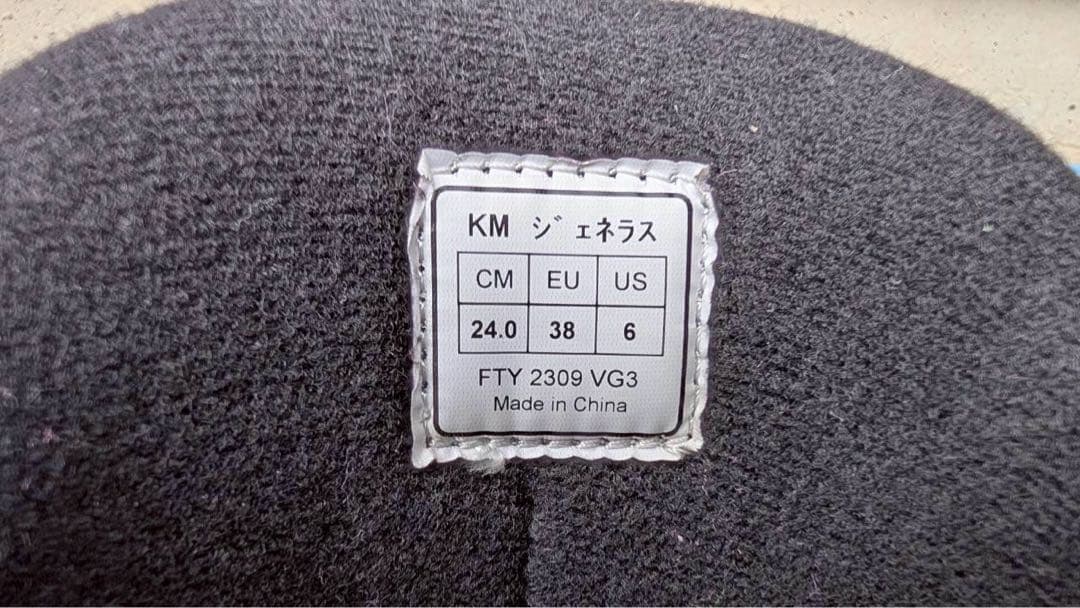 KM ジェネラス
CM EU US
24.0 38 6
FTY 2309 VG3
Made in China